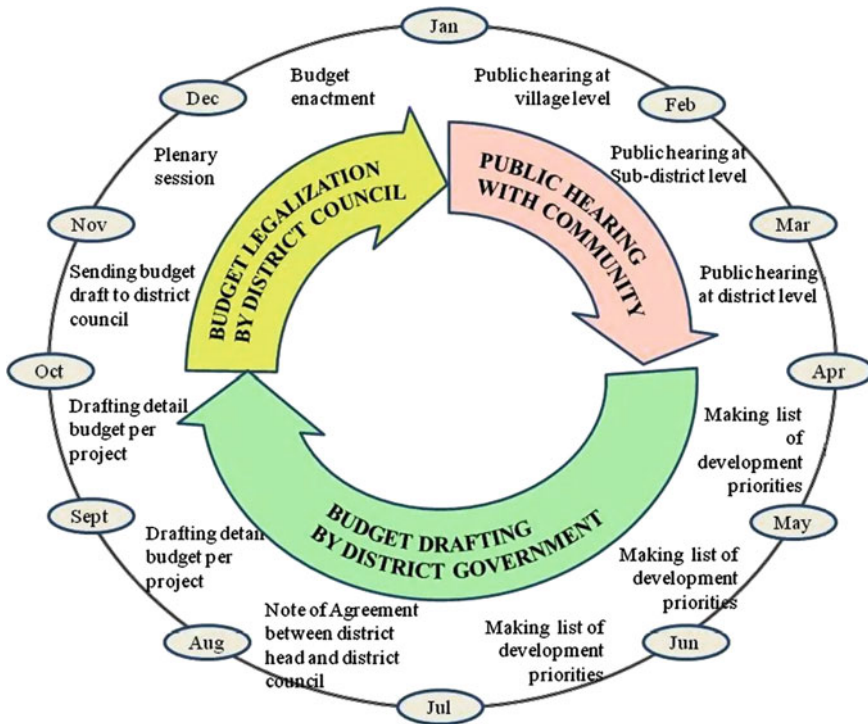 Jan
Budget
enactment
Public hearing at
village level
Dec
Feb
Plenary
session
BUDGET LEGALIZATION
BY DISTRICT COUNCIL
PUBLIC HEARING
WITH COMMUNITY
Public hearing at
Sub-district level
Nov
Mar
Sending budget
draft to district
council
Public hearing
at district level
Oct
Apr
Drafting detail
budget per
project
Making list
of
development
priorities
Sept
May
Drafting detail
budget per
project
BUDGET DRAFTING
BY DISTRICT GOVERNMENT
Making list of
development
priorities
Note of Agreement
between district
head and district
council
Making list of
development
priorities
Aug
Jun
Jul